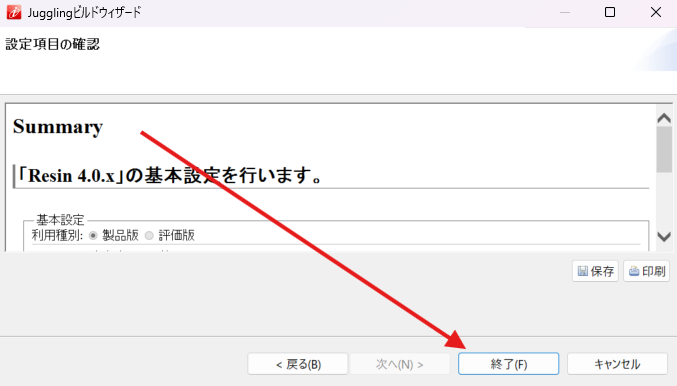 Jugglingビルドウィザード
設定項目の確認
Summary
「Resin 4.0.x」の基本設定を行います。
基本設定
利用種別: 製品版 評価版
保存 印刷
< 戻る(B) 次へ(N) > 終了(F) キャンセル